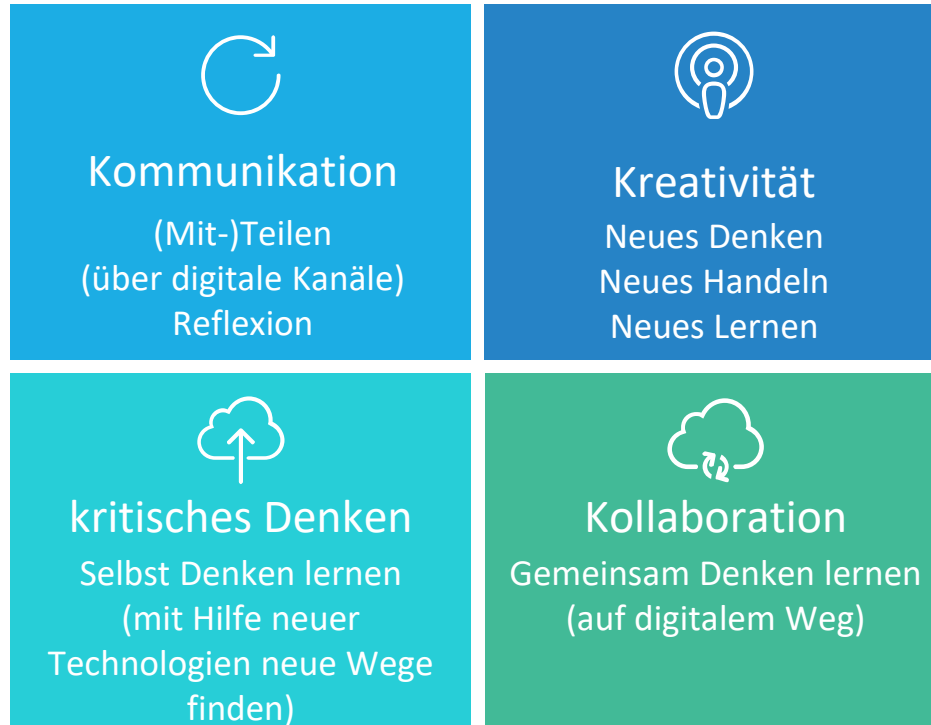 Kommunikation
(Mit-)Teilen
(über digitale Kanäle)
Reflexion
Kreativität
Neues Denken
Neues Handeln
Neues Lernen
kritisches Denken
Selbst Denken lernen
(mit Hilfe neuer
Technologien neue Wege
finden)
Kollaboration
Gemeinsam Denken lernen
(auf digitalem Weg)